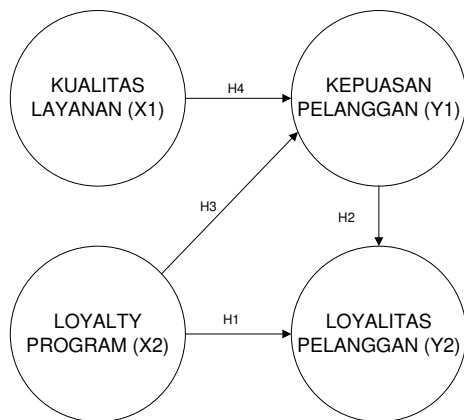 KUALITAS
LAYANAN (X1)
H4
KEPUASAN
PELANGGAN (Y1)
H3
H2
LOYALTY
PROGRAM (X2)
H1
LOYALITAS
PELANGGAN (Y2)